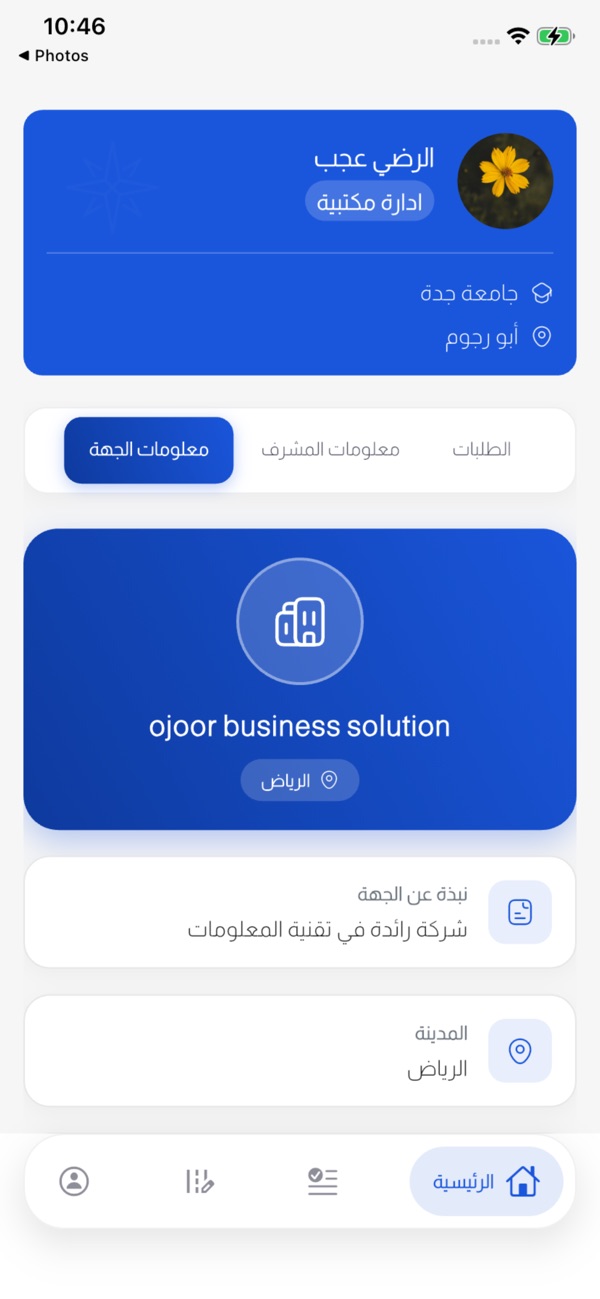 10:46
◀ Photos
الرضي عجب
ادارة مكتبية
جامعة جدة
أبو رجوم
الطلبات
معلومات المشرف
معلومات الجهة
ojoor business solution
الرياض
نبذة عن الجهة
شركة رائدة في تقنية المعلومات
المدينة
الرياض
الرئيسية